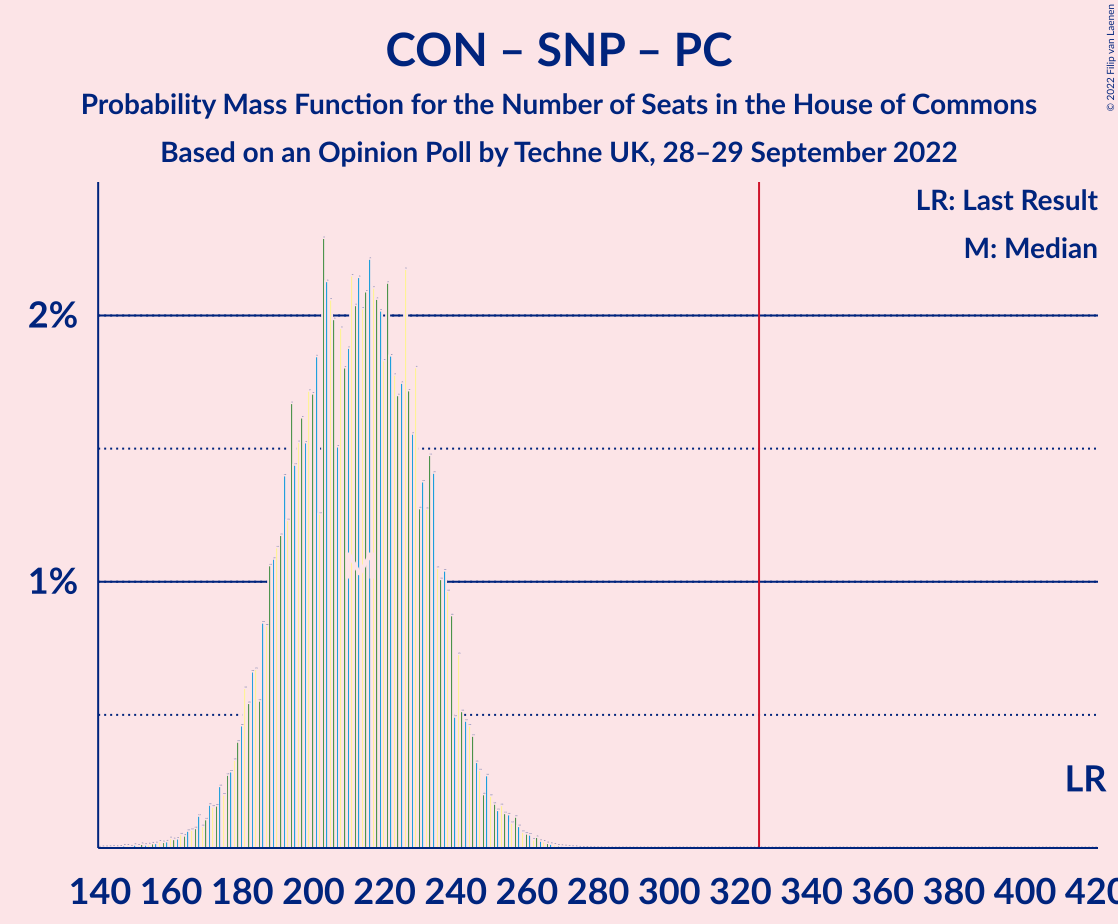 CON – SNP – PC
Probability Mass Function for the Number of Seats in the House of Commons
Based on an Opinion Poll by Techne UK, 28–29 September 2022
© 2022 Filip van Laenen
LR: Last Result
M: Median
2%
1%
M
LR
140 160 180 200 220 240 260 280 300 320 340 360 380 400 420